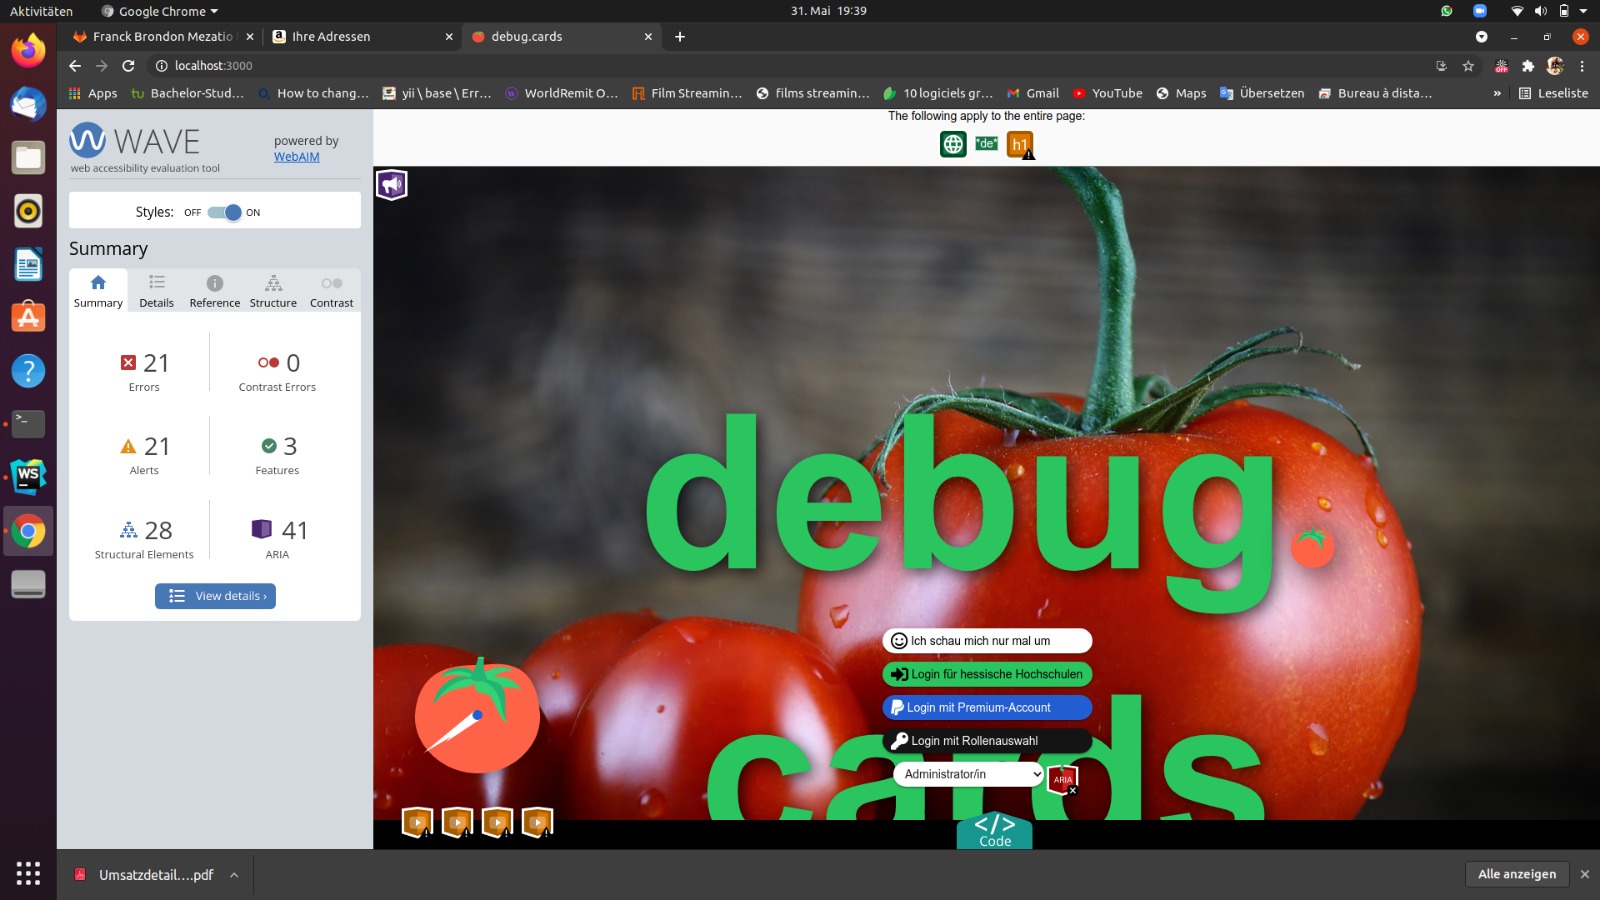 Aktivitäten
Google Chrome
31. Mai 19:39
Franck Brondon Mezatio
Ihre Adressen
debug.cards
localhost:3000
Apps
Bachelor-Stud...
How to chang...
yii \ base \ Err...
WorldRemit O...
Film Streamin...
films streamin...
10 logiciels gr...
Gmail
YouTube
Maps
Übersetzen
Bureau à dista...
»
Leseliste
WAVE
web accessibility evaluation tool
powered by
WebAIM
The following apply to the entire page:
*de*
h1
Styles: OFF ON
Summary
Summary
Details
Reference
Structure
Contrast
21
Errors
0
Contrast Errors
21
Alerts
3
Features
28
Structural Elements
41
ARIA
View details ›
debug
cards
Ich schau mich nur mal um
Login für hessische Hochschulen
Login mit Premium-Account
Login mit Rollenauswahl
Administrator/in
ARIA
</>
Code
WS
OFF
Umsatzdetail....pdf
Alle anzeigen